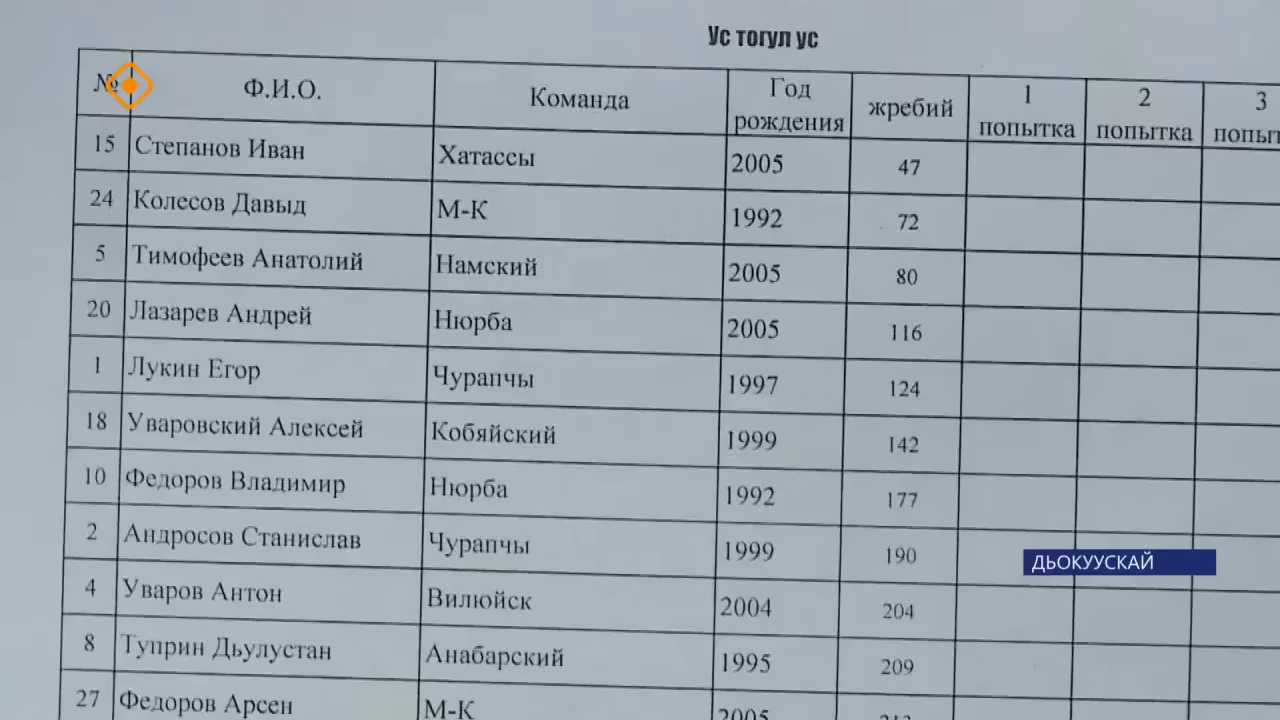 Ус тогул ус
№ Ф.И.О. Команда Год рождения жребий 1 попытка 2 попытка 3
15 Степанов Иван Хатассы 2005 47
24 Колесов Давыд М-К 1992 72
5 Тимофеев Анатолий Намский 2005 80
20 Лазарев Андрей Нюрба 2005 116
1 Лукин Егор Чурапчы 1997 124
18 Уваровский Алексей Кобяйский 1999 142
10 Федоров Владимир Нюрба 1992 177
2 Андросов Станислав Чурапчы 1999 190
ДЬОКУУСКАЙ
4 Уваров Антон Вилюйск 2004 204
8 Туприн Дьулустан Анабарский 1995 209
27 Федоров Арсен М-К 2005